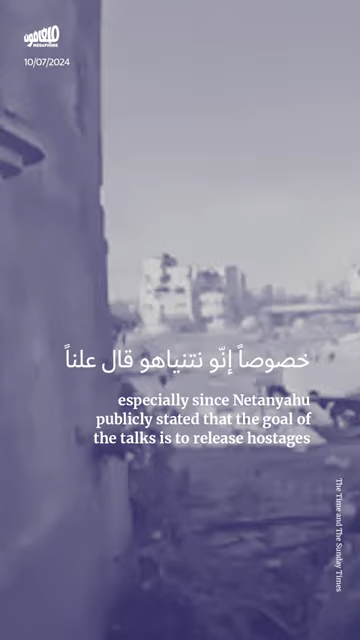 ميغافون
MEGAPHONE
10/07/2024
خصوصاً إنّو نتنياهو قال علناً
especially since Netanyahu
publicly stated that the goal of
the talks is to release hostages
The Time and The Sunday Times